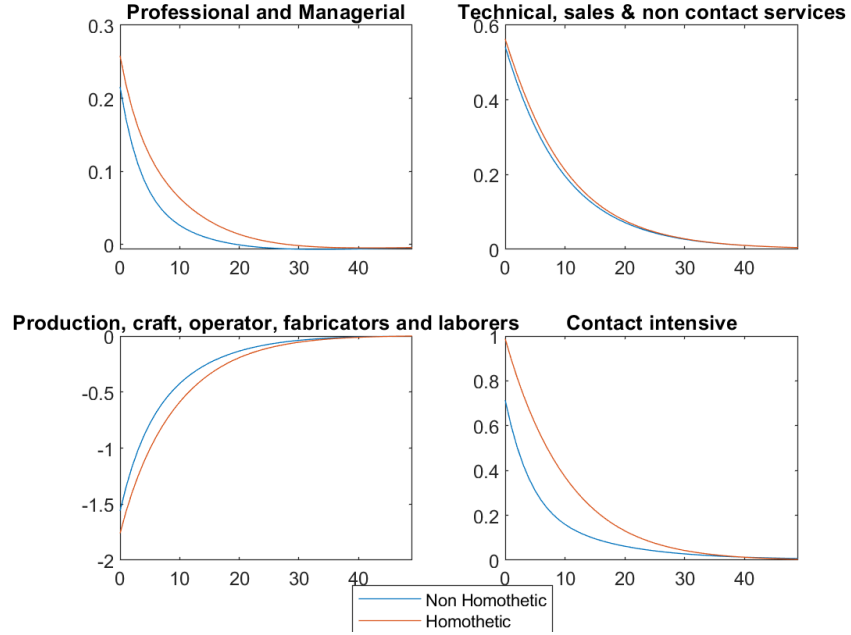 Professional and Managerial
0.3
0.2
0.1
0
0 10 20 30 40
Technical, sales & non contact services
0.6
0.4
0.2
0
0 10 20 30 40
Production, craft, operator, fabricators and laborers
0
-0.5
-1
-1.5
-2
0 10 20 30 40
Contact intensive
1
0.8
0.6
0.4
0.2
0
0 10 20 30 40
Non Homothetic
Homothetic